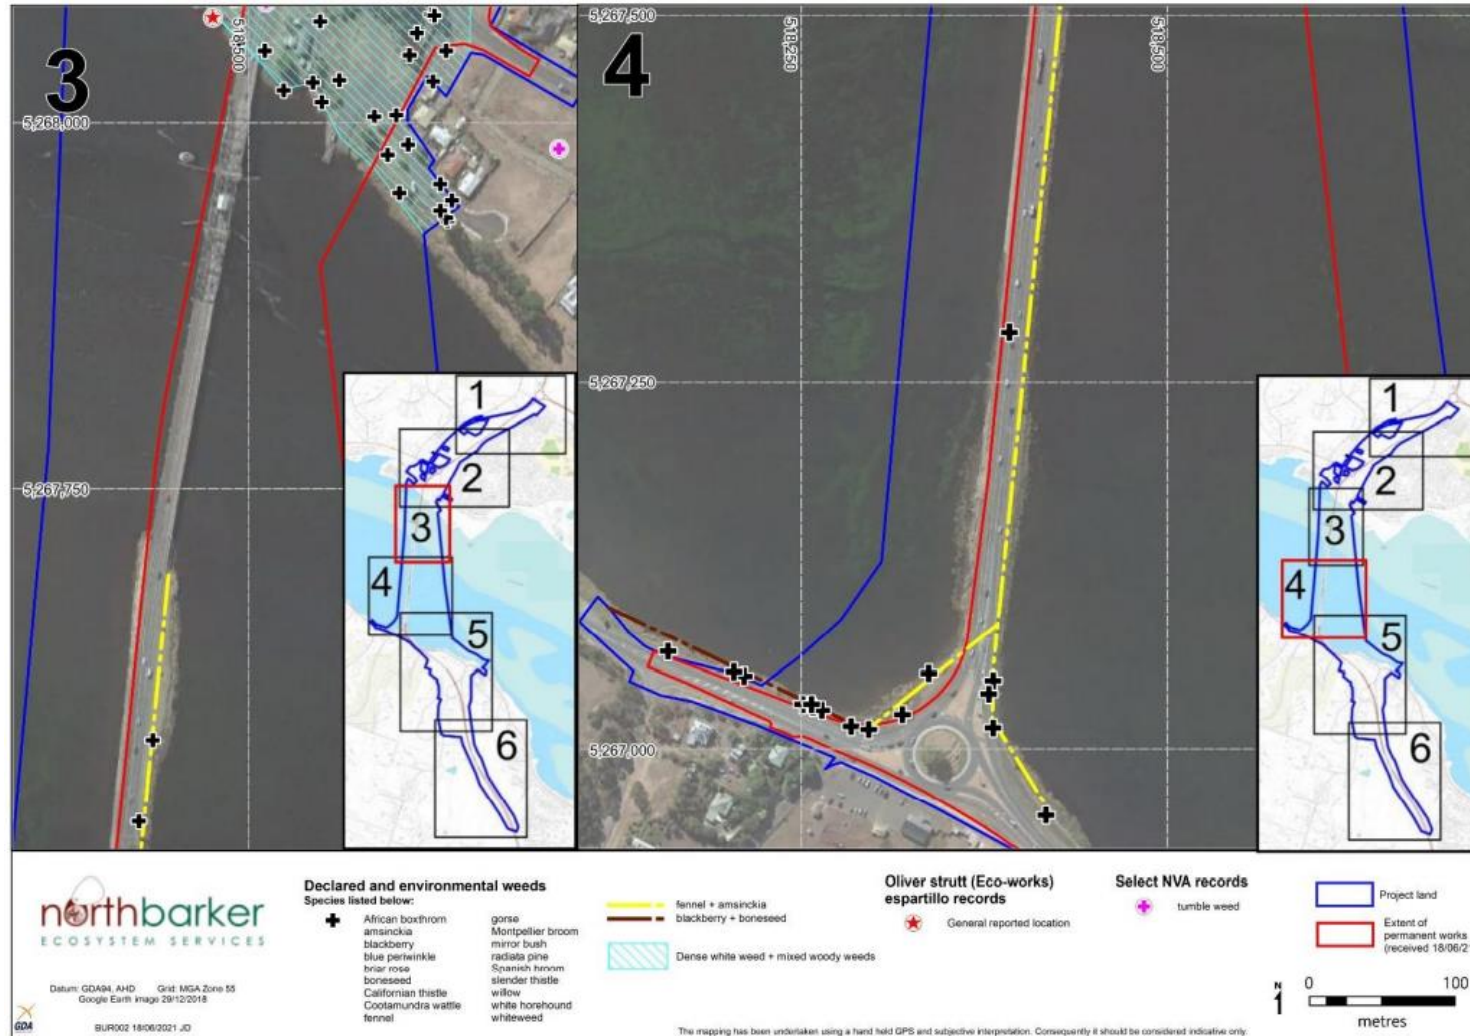 3
518,500
5,268,000
5,267,750
1
2
3
4
5
6
4
518,250
518,500
5,267,500
5,267,250
5,267,000
1
2
3
4
5
6
northbarker
ECOSYSTEM SERVICES
Datum: GDA94, AHD Grid: MGA Zone 55
Google Earth image 29/12/2018
GDA
BUR002 18/06/2021 JD
Declared and environmental weeds
Species listed below:
African boxthrom
amsinckia
blackberry
blue periwinkle
briar rose
boneseed
Californian thistle
Cootamundra wattle
fennel
gorse
Montpellier broom
mirror bush
radiata pine
Spanish broom
slender thistle
willow
white horehound
whiteweed
fennel + amsinckia
blackberry + boneseed
Dense white weed + mixed woody weeds
Oliver strutt (Eco-works)
espartillo records
General reported location
Select NVA records
tumble weed
Project land
Extent of
permanent works
(received 18/06/2
N
1
0 100
metres
The mapping has been undertaken using a hand held GPS and subjective interpretation. Consequently it should be considered indicative only.